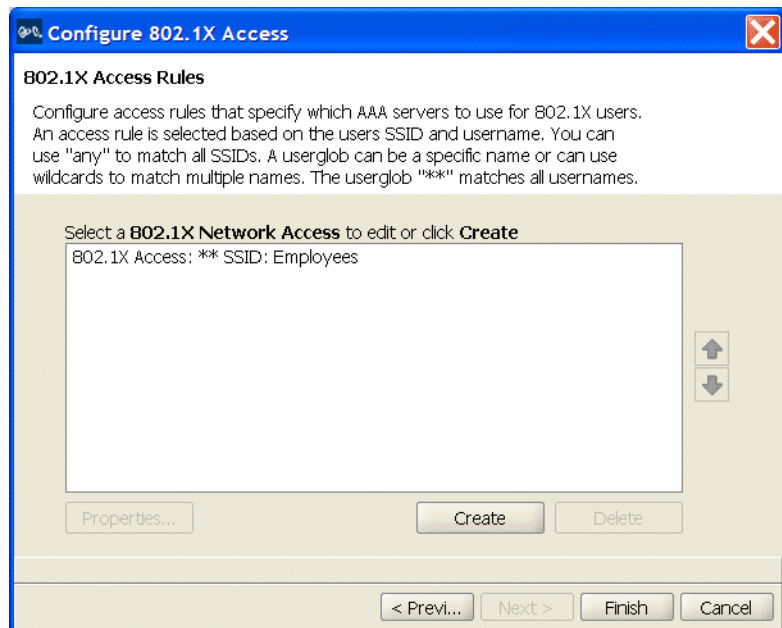 Configure 802.1X Access
802.1X Access Rules
Configure access rules that specify which AAA servers to use for 802.1X users.
An access rule is selected based on the users SSID and username. You can
use "any" to match all SSIDs. A userglob can be a specific name or can use
wildcards to match multiple names. The userglob "**" matches all usernames.
Select a 802.1X Network Access to edit or click Create
802.1X Access: ** SSID: Employees
Properties...
Create
Delete
< Previ...
Next >
Finish
Cancel